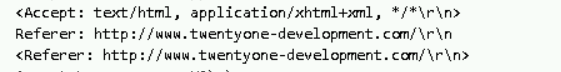 <Accept: text/html, application/xhtml+xml, */*\r\n>
Referer: http://www.twentyone-development.com/\r\n
<Referer: http://www.twentyone-development.com/\r\n>